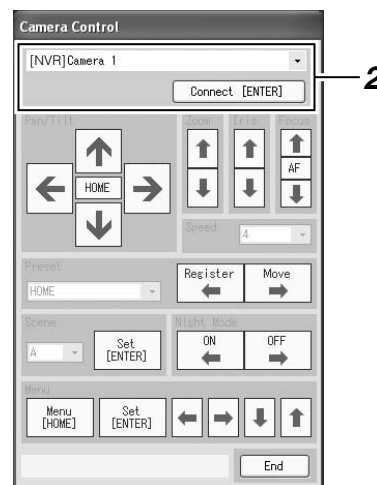 Camera Control
[NVR]Camera 1
Connect [ENTER]
2
Pan/Tilt Zoom Iris Focus
HOME
AF
Speed
4
Preset
HOME
Register Move
Scene Night Mode
A
Set
[ENTER]
ON OFF
Menu
Menu
[HOME]
Set
[ENTER]
End